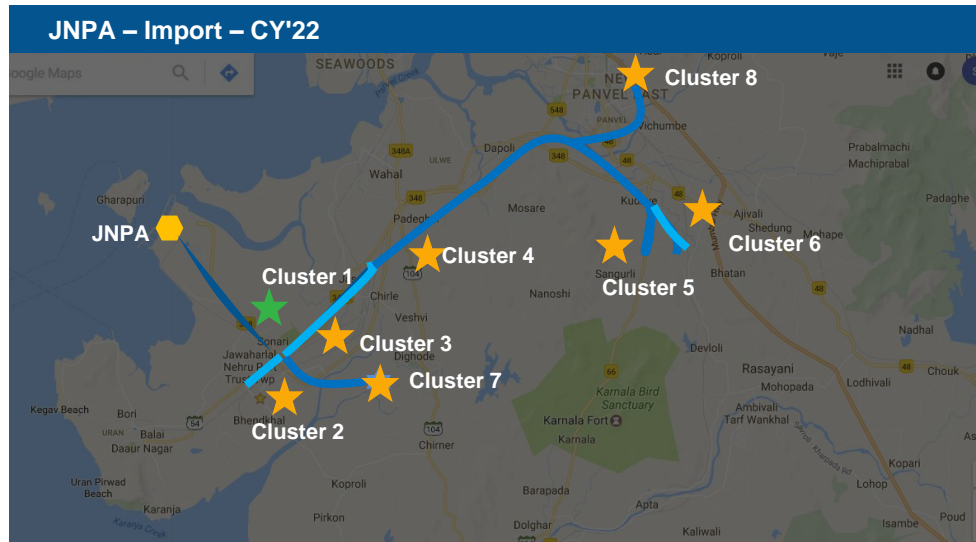 JNPA – Import – CY'22
oogle Maps
SEAWOODS
Koproli
Cluster 8
PANVEL EAST
548
PANVEL
Vichumbe
348A
ULWE
Dapoli
348
48
Prabalmachi
Machiprabal
Wahal
Gharapuri
348
48
Padeghar
Mosare
Padaghe
JNPA
Ajivali
Shedung
Mohape
Cluster 6
Cluster 4
104
Sangurli
Bhatan
Cluster 1
Chirle
Nanoshi
Cluster 5
48
Veshvi
Sonari
Nadhal
Cluster 3
Jawaharlal
Nehru Port
Dighode
Devloli
48
Chouk
Cluster 7
66
Rasayani
Mohopada
Lodhivali
Kegav Beach
Bori
54
Bhendkhal
Karnala Bird
Sanctuary
Ambivali
Tarf Wankhal
URAN
Balai
Cluster 2
104
Karnala Fort
Daaur Nagar
Chirner
Karnala
Kopari
Uran Pirwad
Beach
Koproli
Barapada
Lohop
Karanja
Apta
Karanja Creek
Pirkon
Dolghar
Kaliwali
Isambe
Poud